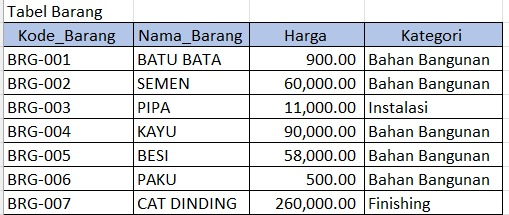 Tabel Barang
Kode_Barang Nama_Barang Harga Kategori
BRG-001 BATU BATA 900.00 Bahan Bangunan
BRG-002 SEMEN 60,000.00 Bahan Bangunan
BRG-003 PIPA 11,000.00 Instalasi
BRG-004 KAYU 90,000.00 Bahan Bangunan
BRG-005 BESI 58,000.00 Bahan Bangunan
BRG-006 PAKU 500.00 Bahan Bangunan
BRG-007 CAT DINDING 260,000.00 Finishing